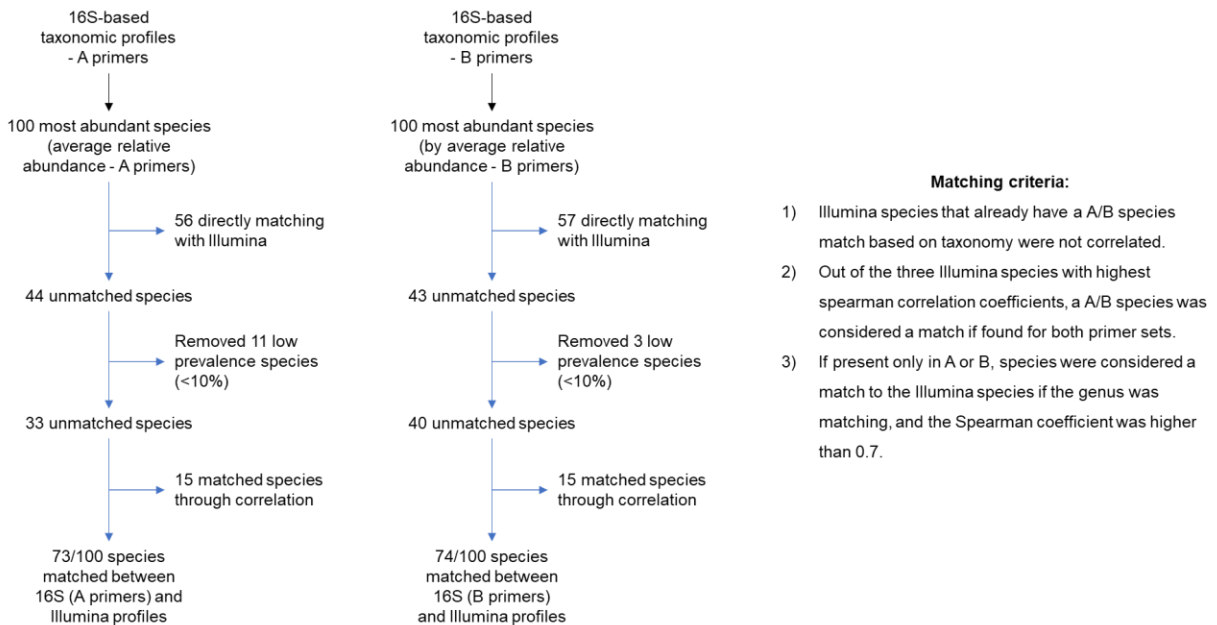 16S-based
taxonomic profiles
- A primers
100 most abundant species
(average relative
abundance - A primers)
56 directly matching
with Illumina
44 unmatched species
Removed 11 low
prevalence species
(<10%)
33 unmatched species
15 matched species
through correlation
73/100 species
matched between
16S (A primers) and
Illumina profiles
16S-based
taxonomic profiles
- B primers
100 most abundant species
(by average relative
abundance - B primers)
57 directly matching
with Illumina
43 unmatched species
Removed 3 low
prevalence species
(<10%)
40 unmatched species
15 matched species
through correlation
74/100 species
matched between
16S (B primers)
and Illumina profiles
Matching criteria:
1) Illumina species that already have a A/B species
match based on taxonomy were not correlated.
2) Out of the three Illumina species with highest
spearman correlation coefficients, a A/B species was
considered a match if found for both primer sets.
3) If present only in A or B, species were considered a
match to the Illumina species if the genus was
matching, and the Spearman coefficient was higher
than 0.7.